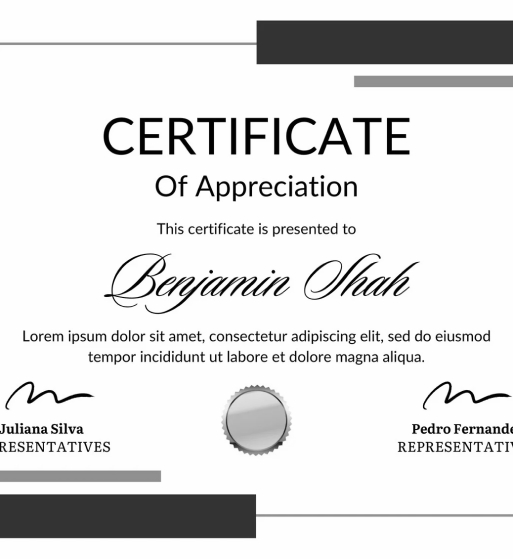 CERTIFICATE
Of Appreciation
This certificate is presented to
Benjamin Shah
Lorem ipsum dolor sit amet, consectetur adipiscing elit, sed do eiusmod
tempor incididunt ut labore et dolore magna aliqua.
Juliana Silva
RESENTATIVES
Pedro Fernande
REPRESENTATIV